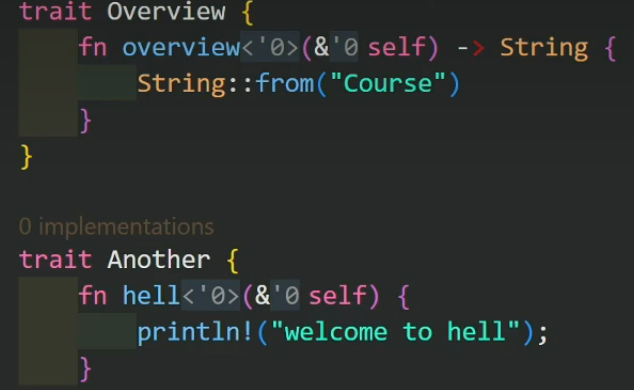 trait Overview {
fn overview<'0>(&'0 self) -> String {
String::from("Course")
}
}
0 implementations
trait Another {
fn hell<'0>(&'0 self) {
println!("welcome to hell");
}